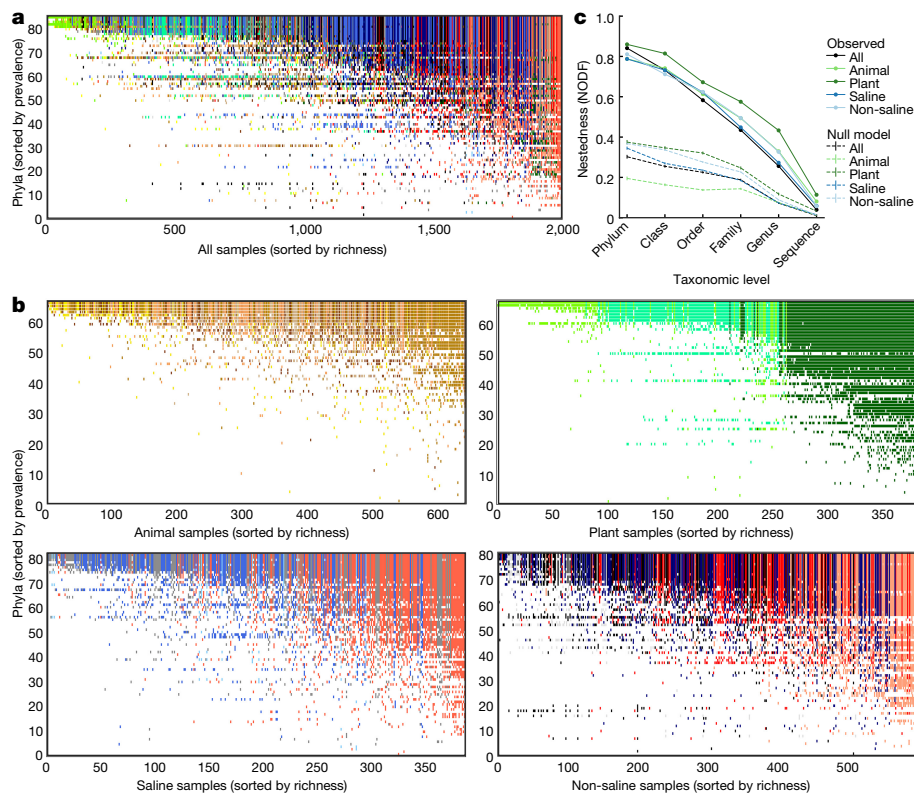 a
Phyla (sorted by prevalence)
80
60
40
20
0
500
1,000
1,500
2,000
All samples (sorted by richness)
c
Nestedness (NODF)
1.0
0.8
0.6
0.4
0.2
0
Phylum
Class
Order
Family
Genus
Sequence
Taxonomic level
Observed
All
Animal
Plant
Saline
Non-saline
Null model
All
Animal
Plant
Saline
Non-saline
b
Phyla (sorted by prevalence)
60
50
40
30
20
10
0
0
100
200
300
400
500
600
Animal samples (sorted by richness)
60
50
40
30
20
10
0
0
50
100
150
200
250
300
350
Plant samples (sorted by richness)
80
70
60
50
40
30
20
10
0
0
50
100
150
200
250
300
350
Saline samples (sorted by richness)
80
70
60
50
40
30
20
10
0
0
100
200
300
400
500
Non-saline samples (sorted by richness)